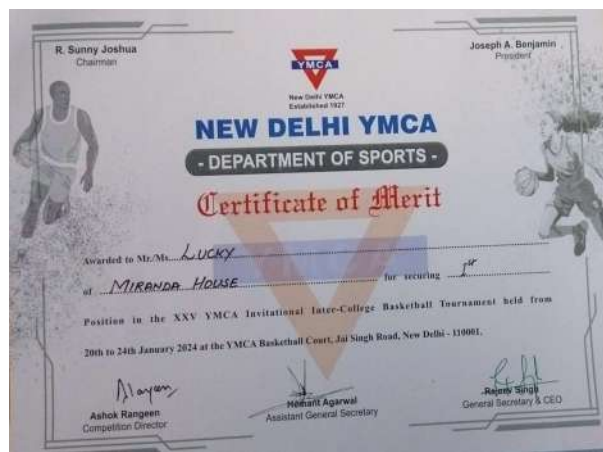 R. Sunny Joshua
Chairman
Joseph A. Benjamin
President
YMCA
New Delhi YMCA
Established 1927
NEW DELHI YMCA
- DEPARTMENT OF SPORTS -
Certificate of Merit
Awarded to Mr./Ms. LUCKY
of MIRANDA HOUSE for securing Ist
Position in the XXV YMCA Invitational Inter-College Basketball Tournament held from
20th to 24th January 2024 at the YMCA Basketball Court, Jai Singh Road, New Delhi - 110001.
Ashok Rangeen
Competition Director
Hemant Agarwal
Assistant General Secretary
Rajeev Singh
General Secretary & CEO